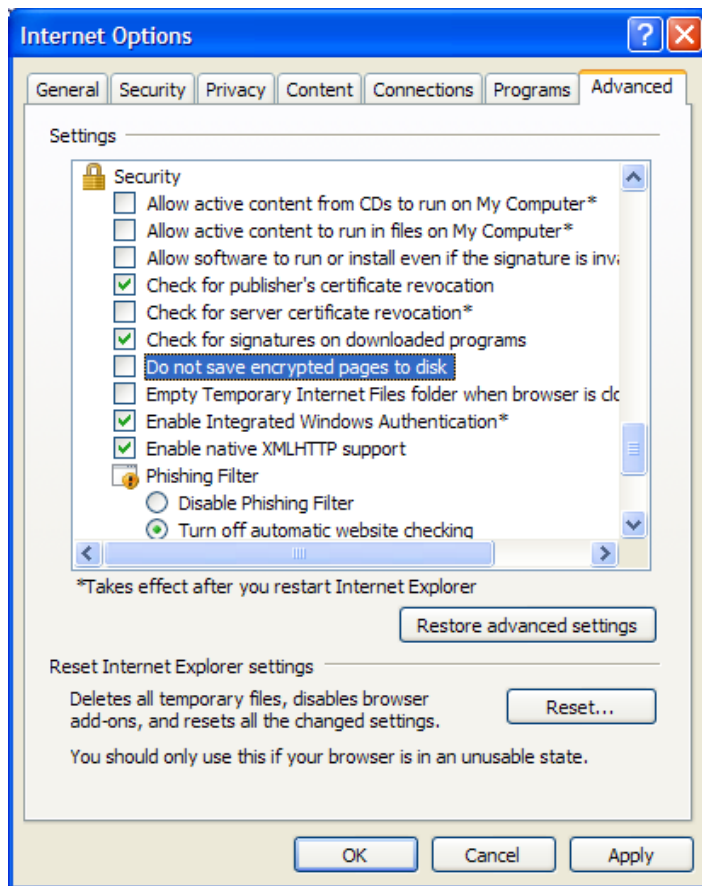 Internet Options
General Security Privacy Content Connections Programs Advanced
Settings
Security
Allow active content from CDs to run on My Computer*
Allow active content to run in files on My Computer*
Allow software to run or install even if the signature is inva
Check for publisher's certificate revocation
Check for server certificate revocation*
Check for signatures on downloaded programs
Do not save encrypted pages to disk
Empty Temporary Internet Files folder when browser is clo
Enable Integrated Windows Authentication*
Enable native XMLHTTP support
Phishing Filter
Disable Phishing Filter
Turn off automatic website checking
*Takes effect after you restart Internet Explorer
Restore advanced settings
Reset Internet Explorer settings
Deletes all temporary files, disables browser
add-ons, and resets all the changed settings.
Reset...
You should only use this if your browser is in an unusable state.
OK Cancel Apply